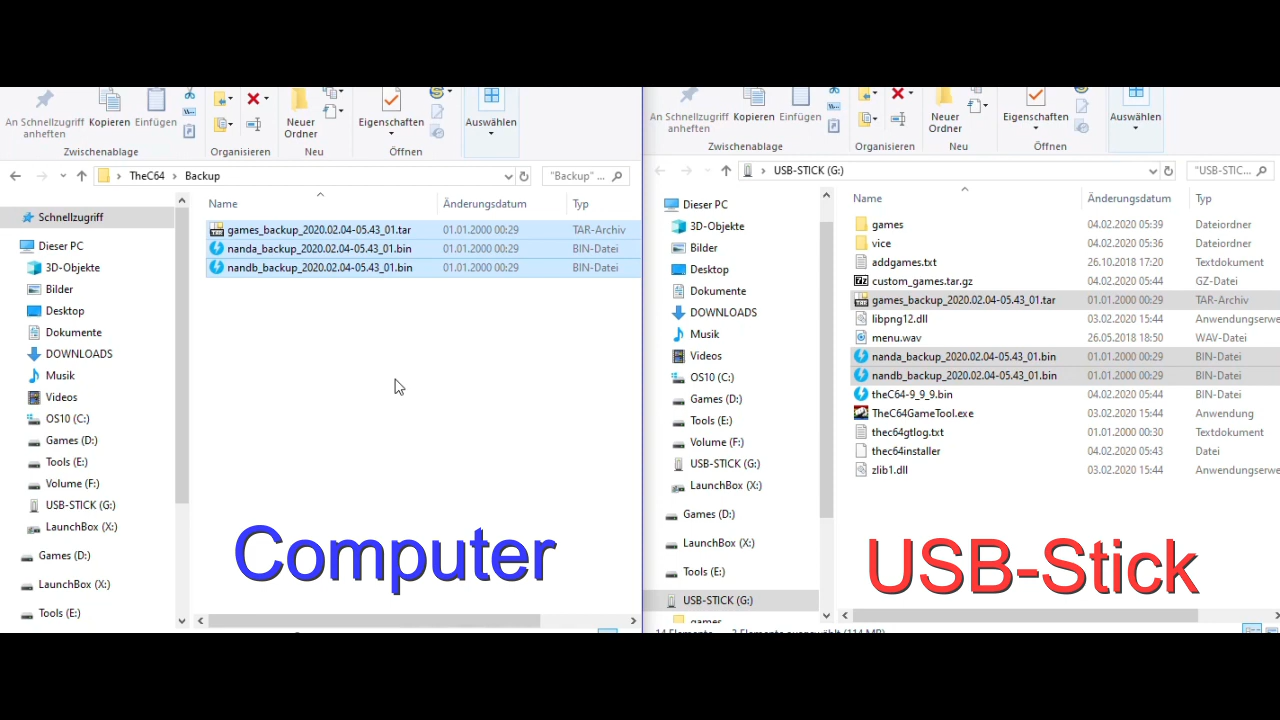 An Schnellzugriff anheften
Kopieren
Einfügen
Zwischenablage
Organisieren
Neuer Ordner
Neu
Eigenschaften
Öffnen
Auswählen
TheC64 > Backup
"Backup" ...
Schnellzugriff
Dieser PC
3D-Objekte
Bilder
Desktop
Dokumente
DOWNLOADS
Musik
Videos
OS10 (C:)
Games (D:)
Tools (E:)
Volume (F:)
USB-STICK (G:)
LaunchBox (X:)
Games (D:)
LaunchBox (X:)
Tools (E:)
Name Änderungsdatum Typ
games_backup_2020.02.04-05.43_01.tar 01.01.2000 00:29 TAR-Archiv
nanda_backup_2020.02.04-05.43_01.bin 01.01.2000 00:29 BIN-Datei
nandb_backup_2020.02.04-05.43_01.bin 01.01.2000 00:29 BIN-Datei
Computer
An Schnellzugriff anheften
Kopieren
Einfügen
Zwischenablage
Organisieren
Neuer Ordner
Neu
Eigenschaften
Öffnen
Auswählen
USB-STICK (G:)
"USB-STIC...
Dieser PC
3D-Objekte
Bilder
Desktop
Dokumente
DOWNLOADS
Musik
Videos
OS10 (C:)
Games (D:)
Tools (E:)
Volume (F:)
USB-STICK (G:)
LaunchBox (X:)
Games (D:)
LaunchBox (X:)
Tools (E:)
USB-STICK (G:)
games
Name Änderungsdatum Typ
games 04.02.2020 05:39 Dateiordner
vice 04.02.2020 05:36 Dateiordner
addgames.txt 26.10.2018 17:20 Textdokument
custom_games.tar.gz 04.02.2020 05:43 GZ-Datei
games_backup_2020.02.04-05.43_01.tar 01.01.2000 00:29 TAR-Archiv
libpng12.dll 03.02.2020 15:44 Anwendungserwe
menu.wav 26.05.2018 18:50 WAV-Datei
nanda_backup_2020.02.04-05.43_01.bin 01.01.2000 00:29 BIN-Datei
nandb_backup_2020.02.04-05.43_01.bin 01.01.2000 00:29 BIN-Datei
theC64-9_9_9.bin 04.02.2020 05:44 BIN-Datei
TheC64GameTool.exe 03.02.2020 15:44 Anwendung
thec64gtlog.txt 01.01.2000 00:30 Textdokument
thec64installer 04.02.2020 05:43 Datei
zlib1.dll 03.02.2020 15:44 Anwendungserwe
USB-Stick
14 Elemente 3 Elemente ausgewählt (114 MB)